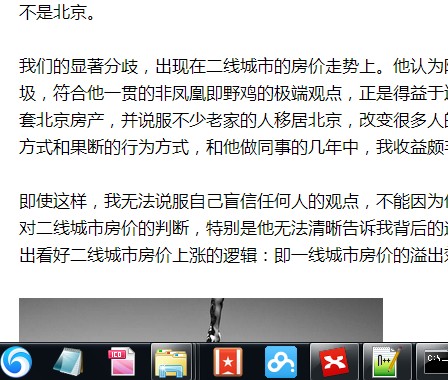 不是北京。
我们的显著分歧，出现在二线城市的房价走势上。他认为
圾，符合他一贯的非凤凰即野鸡的极端观点，正是得益于
套北京房产，并说服不少老家的人移居北京，改变很多人
方式和果断的行为方式，和他做同事的几年中，我收益颇
即使这样，我无法说服自己盲信任何人的观点，不能因为
对二线城市房价的判断，特别是他无法清晰告诉我背后的
出看好二线城市房价上涨的逻辑：即一线城市房价的溢出
ICO
A++
C:\_